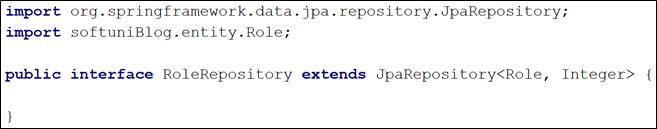 import org.springframework.data.jpa.repository.JpaRepository;
import softuniBlog.entity.Role;
public interface RoleRepository extends JpaRepository<Role, Integer> {
}